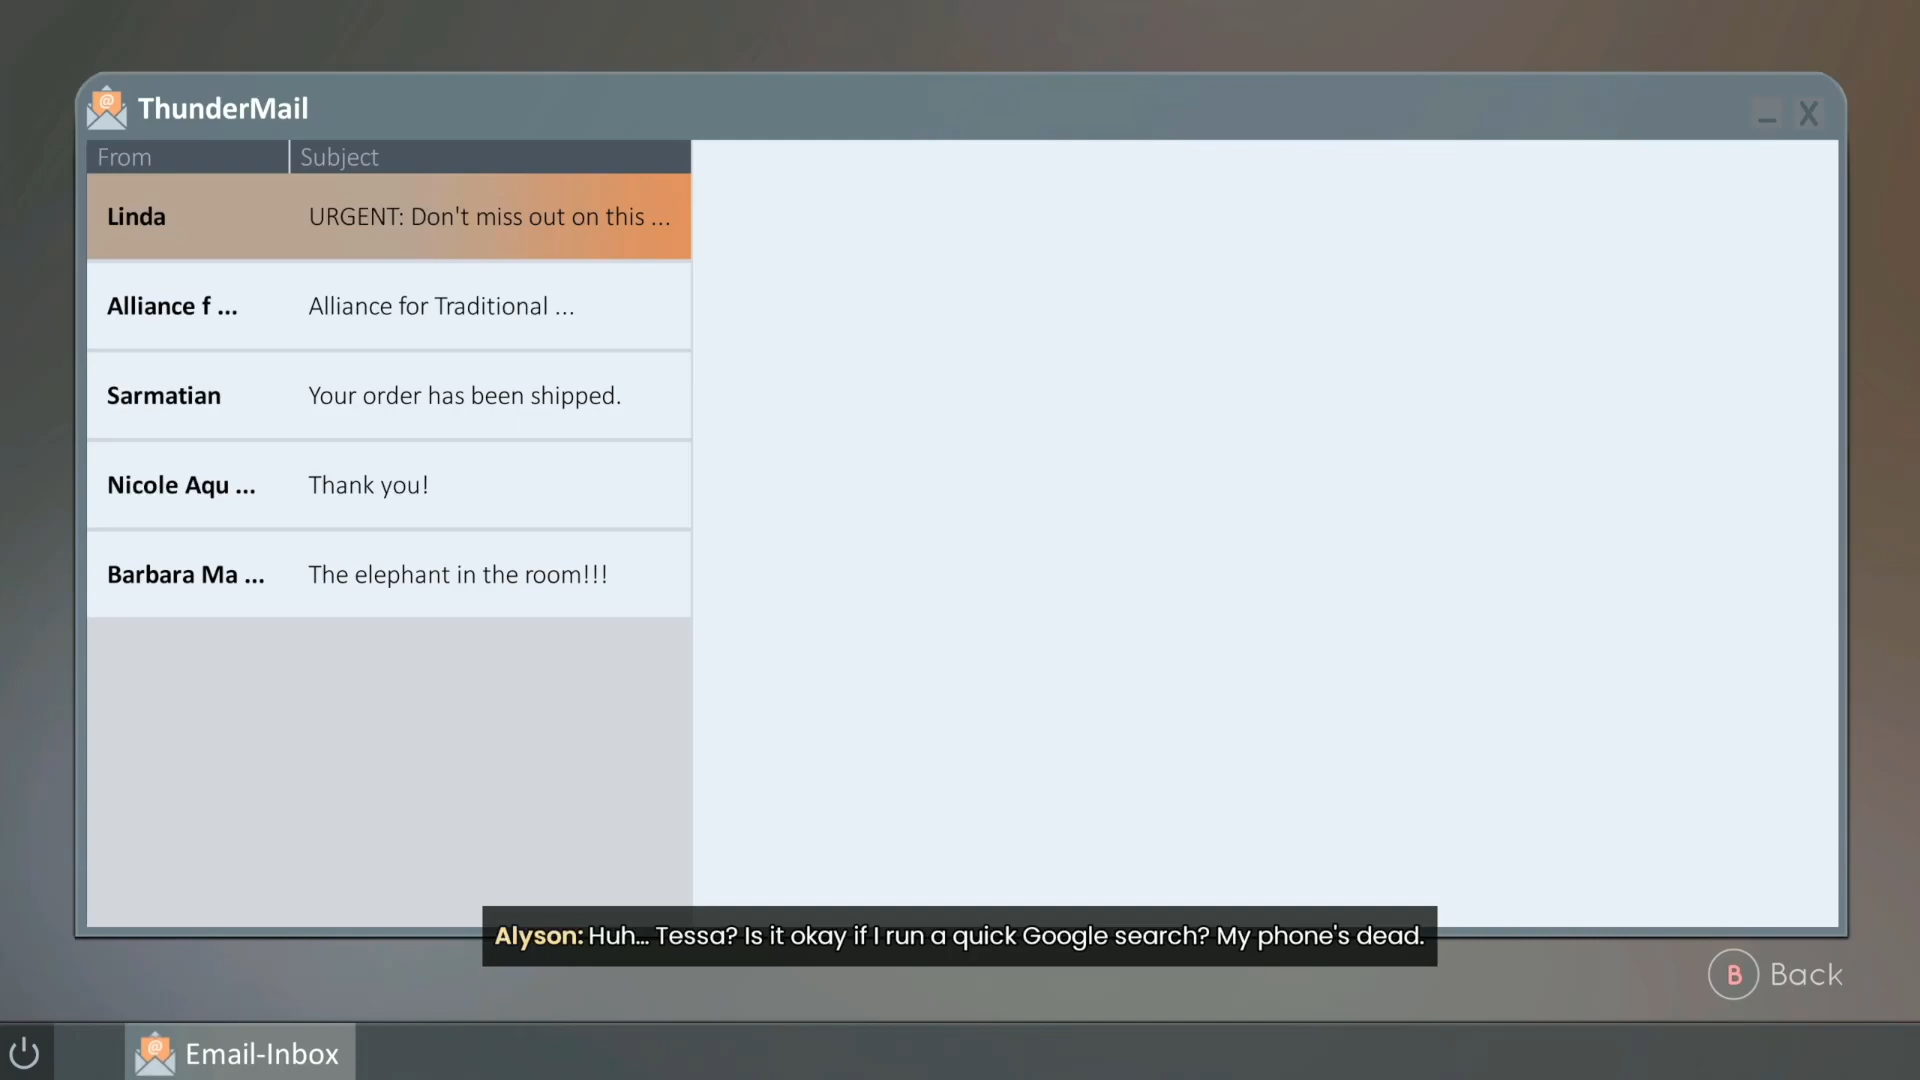 ThunderMail
X
From Subject
Linda URGENT: Don't miss out on this ...
Alliance f ... Alliance for Traditional ...
Sarmatian Your order has been shipped.
Nicole Aqu ... Thank you!
Barbara Ma ... The elephant in the room!!!
Alyson: Huh... Tessa? Is it okay if I run a quick Google search? My phone's dead.
B Back
Email-Inbox